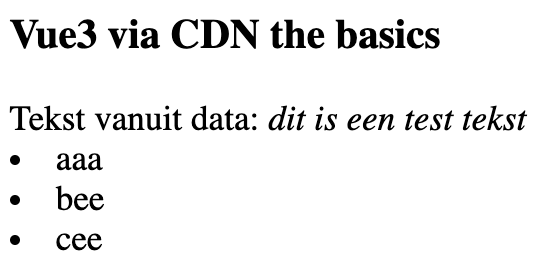 Vue3 via CDN the basics
Tekst vanuit data: dit is een test tekst
• aaa
• bee
• cee